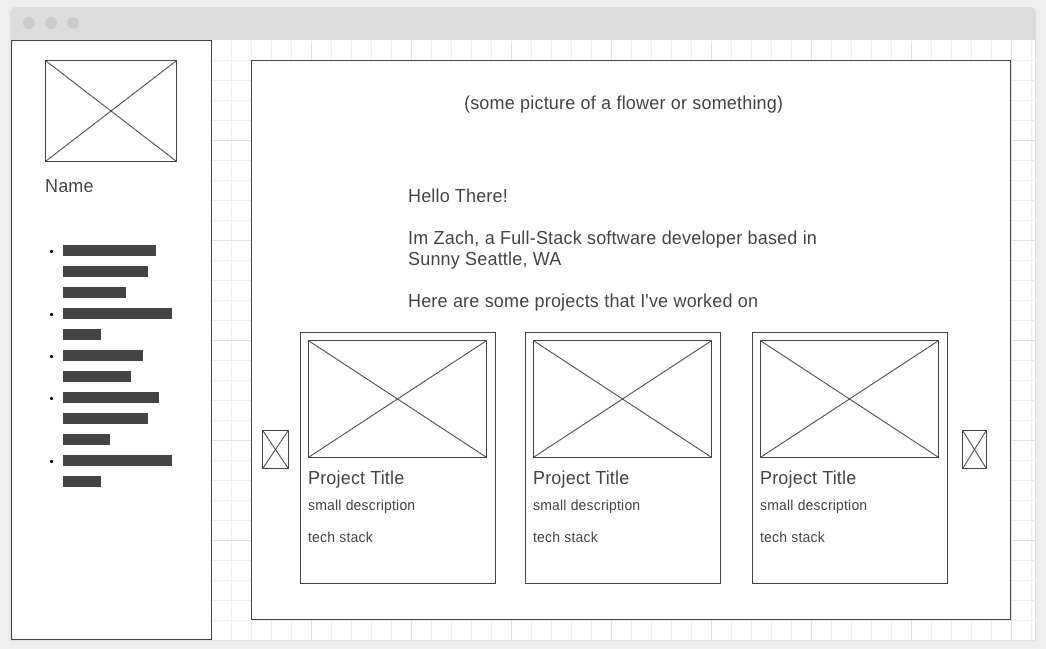 Name
(some picture of a flower or something)
Hello There!
Im Zach, a Full-Stack software developer based in
Sunny Seattle, WA
Here are some projects that I've worked on
Project Title
small description
tech stack
Project Title
small description
tech stack
Project Title
small description
tech stack